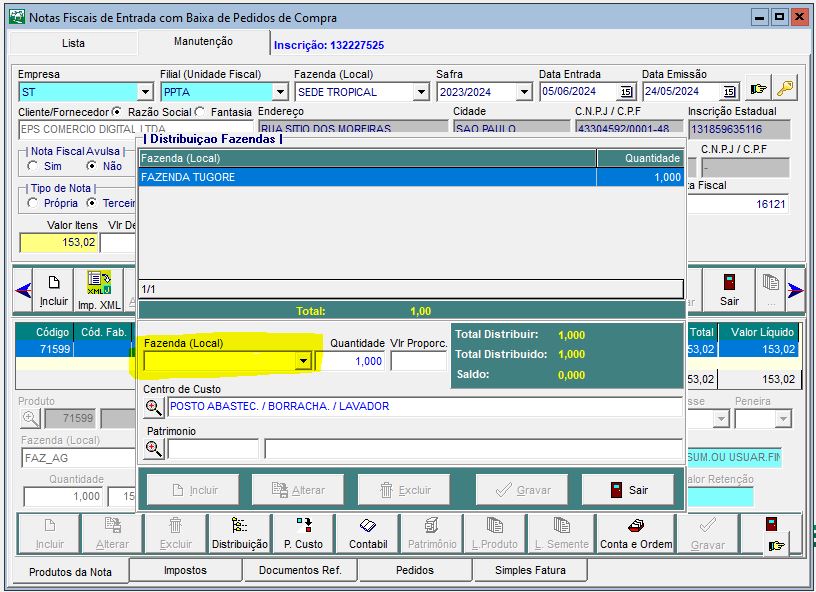 Notas Fiscais de Entrada com Baixa de Pedidos de Compra
Lista Manutenção Inscrição: 132227525
Empresa Filial (Unidade Fiscal) Fazenda (Local) Safra Data Entrada Data Emissão
ST PPTA SEDE TROPICAL 2023/2024 05/06/2024 15 24/05/2024 15
Cliente/Fornecedor Razão Social Fantasia Endereço Cidade C.N.P.J / C.P.F Inscrição Estadual
EPS COMERCIO DIGITAL LTDA RUA SITIO DOS MORFIRAS SAO PAULO 43304592/0001-48 131859635116
Nota Fiscal Avulsa
Sim Não
C.N.P.J / C.P.F
-
Tipo de Nota
Própria Terceir
ta Fiscal
16121
Valor Itens Vlr De
153,02
Incluir Imp. XML A ar Sair ...
| Distribuiçao Fazendas |
Fazenda (Local) Quantidade
FAZENDA TUGORE 1,000
1/1
Total: 1,00
Fazenda (Local) Quantidade Vlr Proporc.
1,000
Total Distribuir: 1,000
Total Distribuido: 1,000
Saldo: 0,000
Centro de Custo
POSTO ABASTEC. / BORRACHA. / LAVADOR
Patrimonio
Incluir Alterar Excluir Gravar Sair
Código Cód. Fab. Total Valor Líquido
71599 53,02 153,02
53,02 153,02
Produto sse Peneira
71599
Fazenda (Local)
FAZ_AG SUM.OU USUAR.FIN
Quantidade alor Retenção
1,000 15
Incluir Alterar Excluir Distribuição P. Custo Contabil Patrimônio L.Produto L. Semente Conta e Ordem Gravar
Produtos da Nota Impostos Documentos Ref. Pedidos Simples Fatura